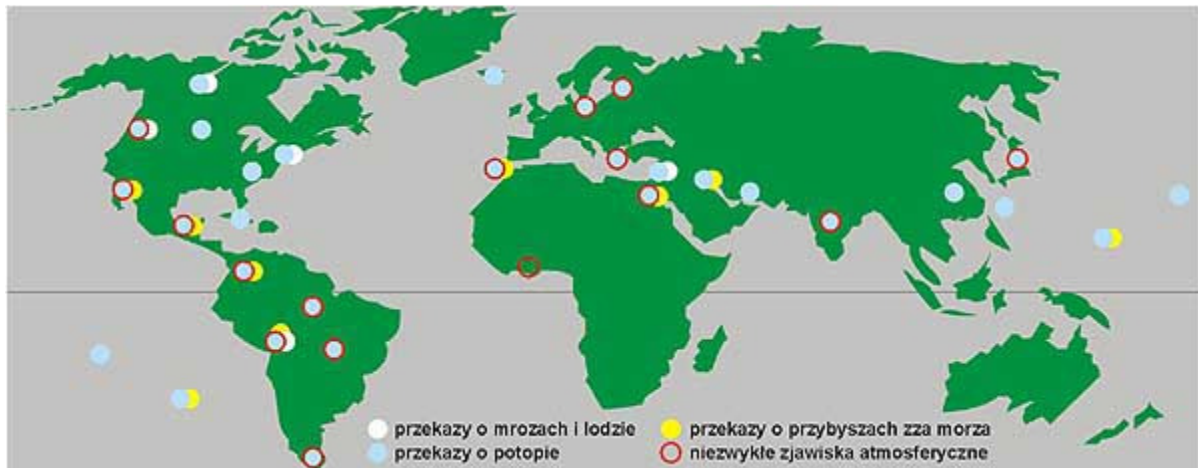 przekazy o mrozach i lodzie
przekazy o potopie
przekazy o przybyszach zza morza
niezwykłe zjawiska atmosferyczne